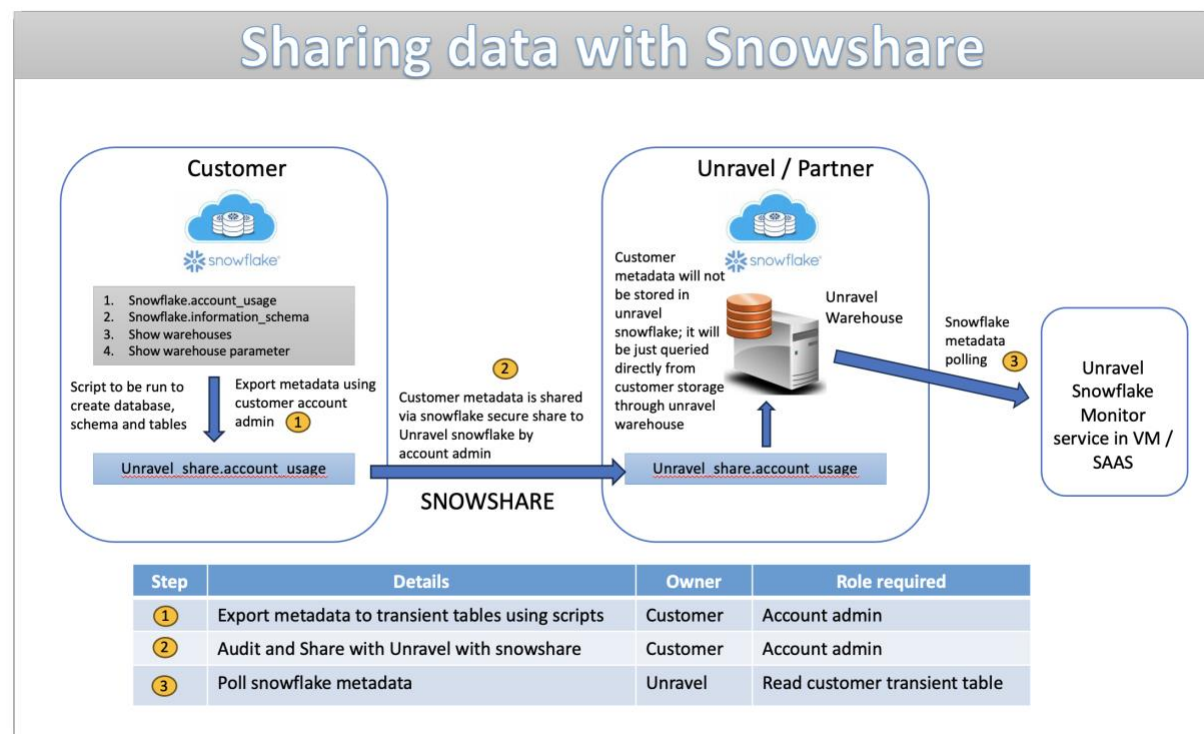 Sharing data with Snowshare
Customer
snowflake®
1. Snowflake.account_usage
2. Snowflake.information_schema
3. Show warehouses
4. Show warehouse parameter
Script to be run to
create database,
schema and tables
Export metadata using
customer account
admin 1
Unravel_share.account_usage
2
Customer metadata is shared
via snowflake secure share to
Unravel snowflake by
account admin
SNOWSHARE
Unravel / Partner
snowflake®
Customer
metadata will not
be stored in
unravel
snowflake; it will
be just queried
directly from
customer storage
through unravel
warehouse
Unravel
Warehouse
Unravel_share.account_usage
Snowflake
metadata
polling 3
Unravel
Snowflake
Monitor
service in VM /
SAAS
Step Details Owner Role required
1 Export metadata to transient tables using scripts Customer Account admin
2 Audit and Share with Unravel with snowshare Customer Account admin
3 Poll snowflake metadata Unravel Read customer transient table